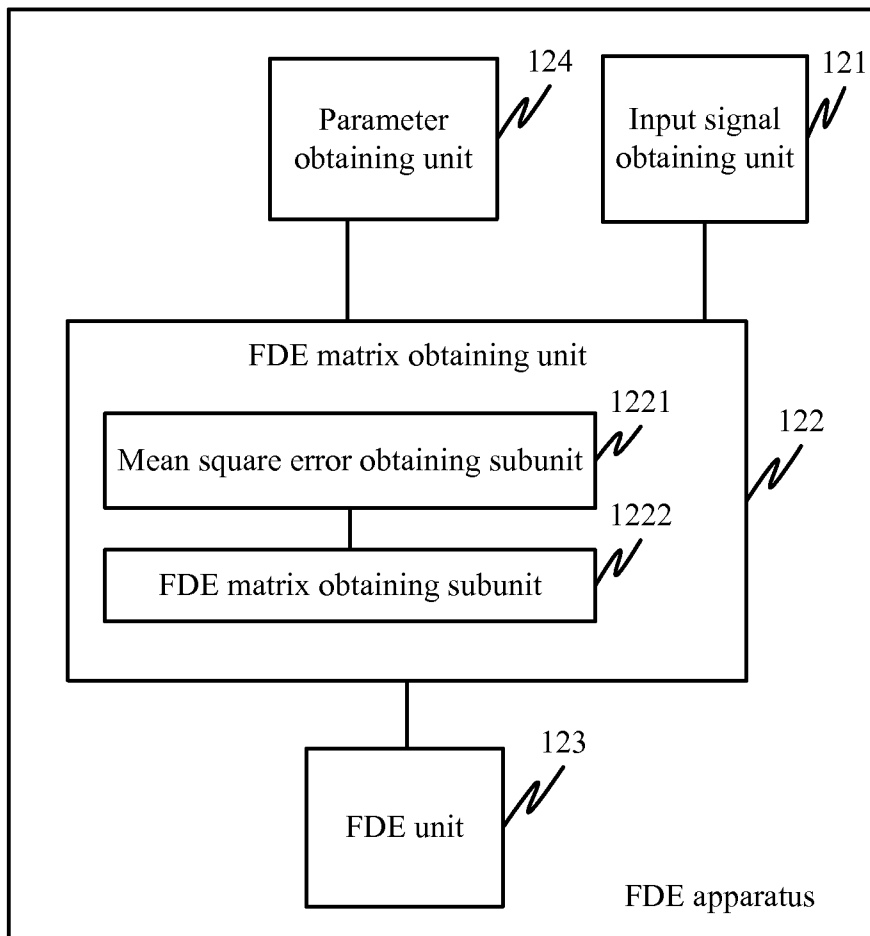 124
121
Parameter
obtaining unit
Input signal
obtaining unit
FDE matrix obtaining unit
1221
Mean square error obtaining subunit
122
1222
FDE matrix obtaining subunit
123
FDE unit
FDE apparatus